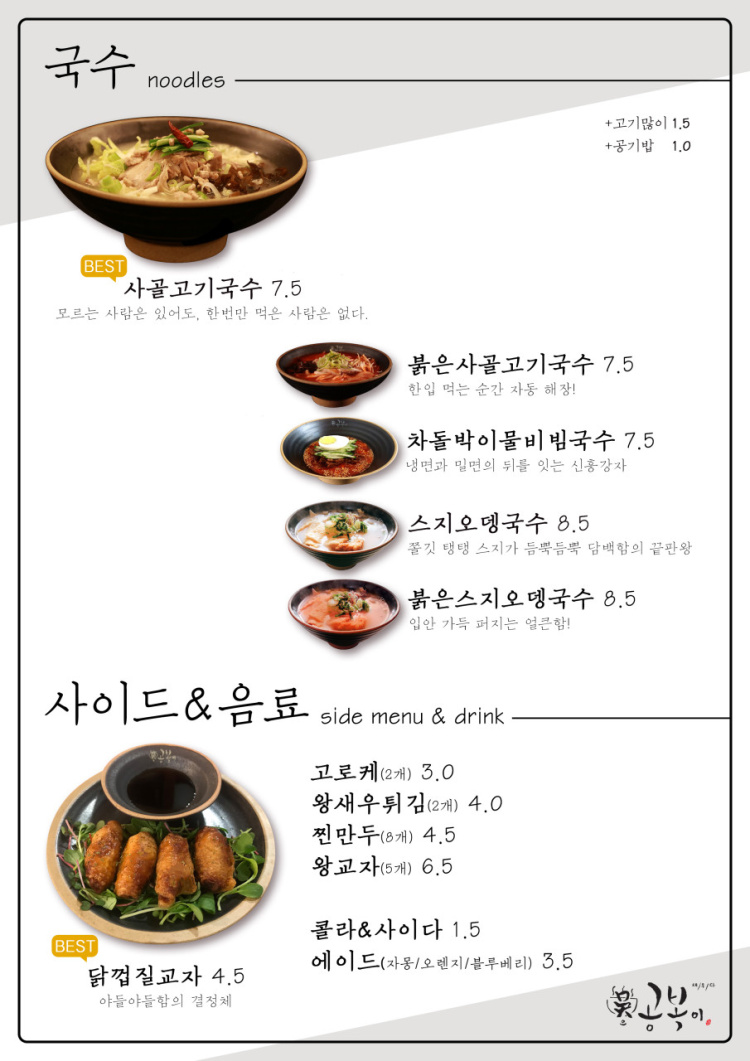 국수 noodles
+고기많이 1.5
+공기밥 1.0
BEST
사골고기국수 7.5
모르는 사람은 있어도, 한번만 먹은 사람은 없다.
붉은사골고기국수 7.5
한입 먹는 순간 자동 해장!
차돌박이물비빔국수 7.5
냉면과 밀면의 뒤를 잇는 신흥강자
스지오뎅국수 8.5
쫄깃 탱탱 스지가 듬뿍듬뿍 담백함의 끝판왕
붉은스지오뎅국수 8.5
입안 가득 퍼지는 얼큰함!
사이드&음료 side menu & drink
고로케(2개) 3.0
왕새우튀김(2개) 4.0
찐만두(8개) 4.5
왕교자(5개) 6.5
콜라&사이다 1.5
에이드(자몽/오렌지/블루베리) 3.5
BEST
닭껍질교자 4.5
야들야들함의 결정체
공복이